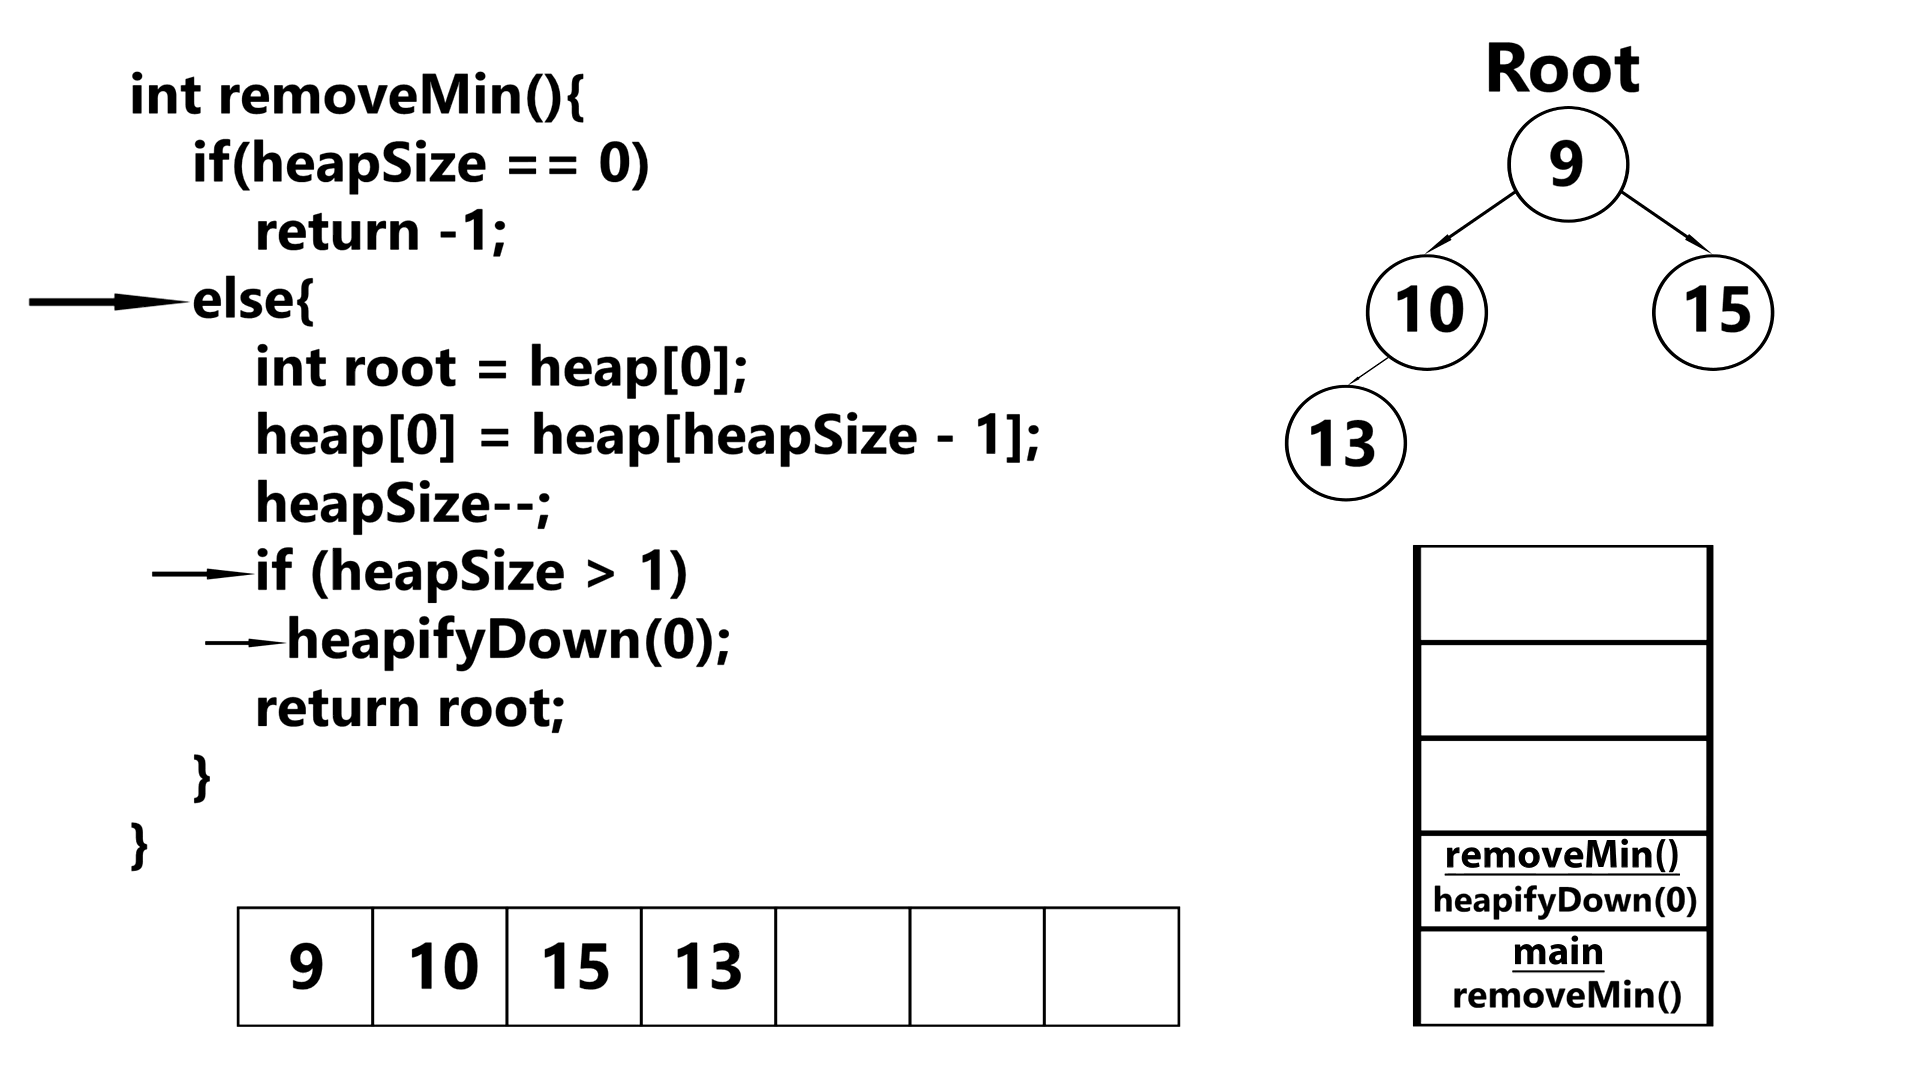 int removeMin(){
if(heapSize == 0)
return -1;
else{
int root = heap[0];
heap[0] = heap[heapSize - 1];
heapSize--;
if (heapSize > 1)
heapifyDown(0);
return root;
}
}
9 10 15 13
Root
9
10 15
13
removeMin()
heapifyDown(0)
main
removeMin()